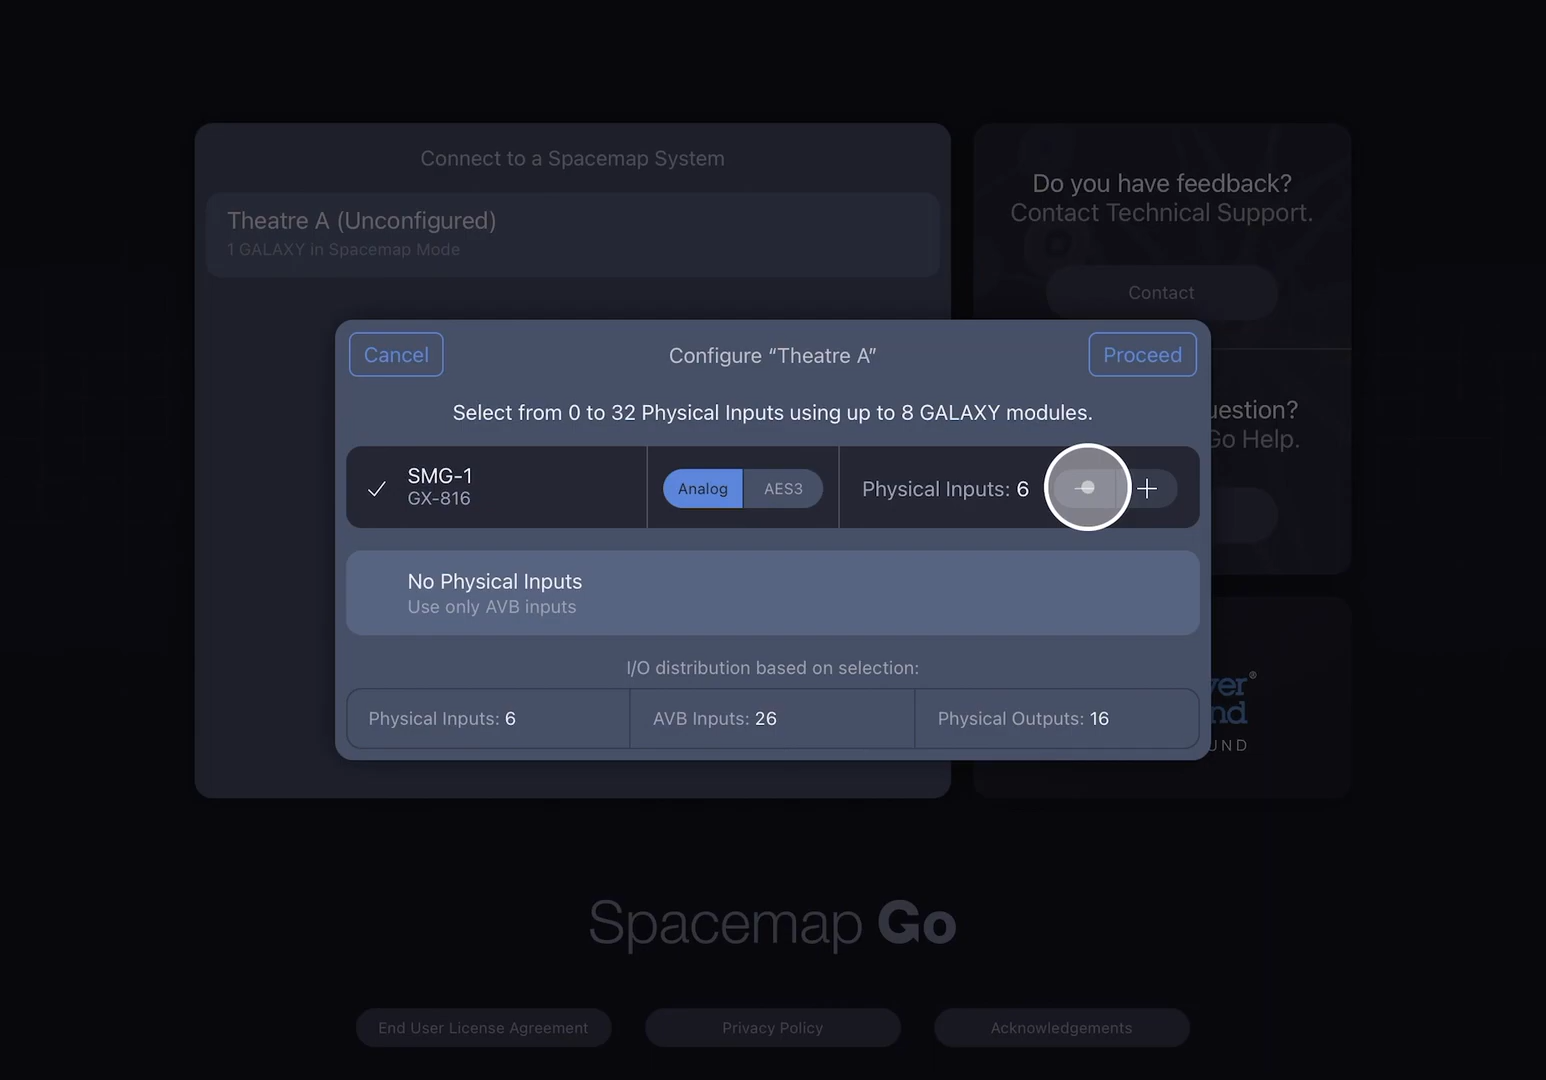 Connect to a Spacemap System
Theatre A (Unconfigured)
1 GALAXY in Spacemap Mode
Do you have feedback?
Contact Technical Support.
Contact
Cancel
Configure “Theatre A”
Proceed
Select from 0 to 32 Physical Inputs using up to 8 GALAXY modules.
Go Help.
SMG-1
GX-816
Analog
AES3
Physical Inputs: 6
No Physical Inputs
Use only AVB inputs
I/O distribution based on selection:
Physical Inputs: 6
AVB Inputs: 26
Physical Outputs: 16
Spacemap Go
End User License Agreement
Privacy Policy
Acknowledgements